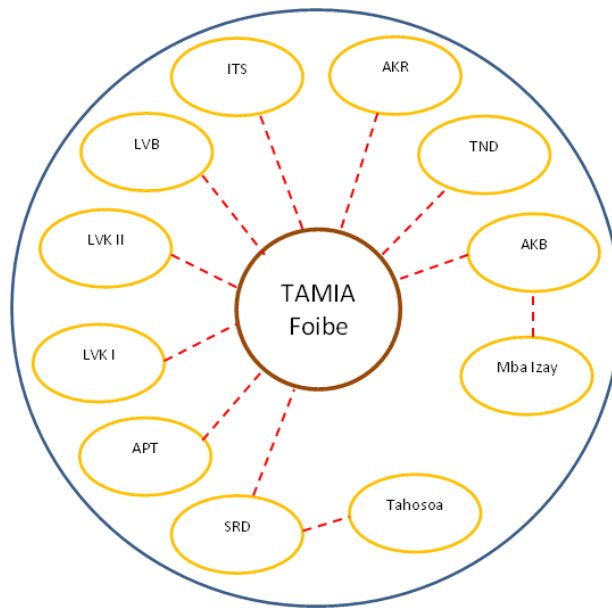 ITS
AKR
LVB
TND
LVK II
AKB
TAMIA
Foibe
LVK I
Mba Izay
APT
Tahosoa
SRD